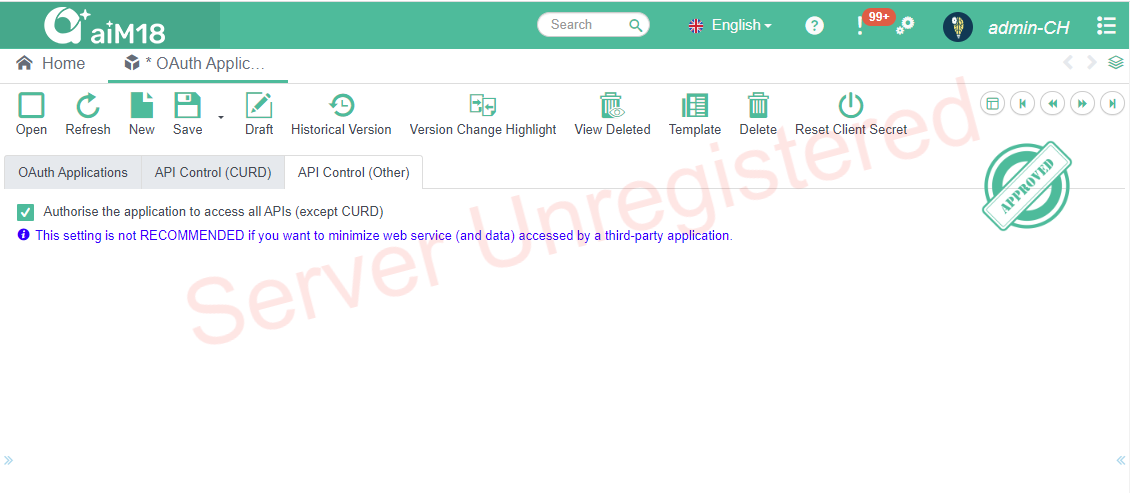 aiM18
Search
English
99+
admin-CH
Home
* OAuth Applic...
Open
Refresh
New
Save
Draft
Historical Version
Version Change Highlight
View Deleted
Template
Delete
Reset Client Secret
OAuth Applications
API Control (CURD)
API Control (Other)
APPROVED
Authorise the application to access all APIs (except CURD)
This setting is not RECOMMENDED if you want to minimize web service (and data) accessed by a third-party application.
Server Unregistered